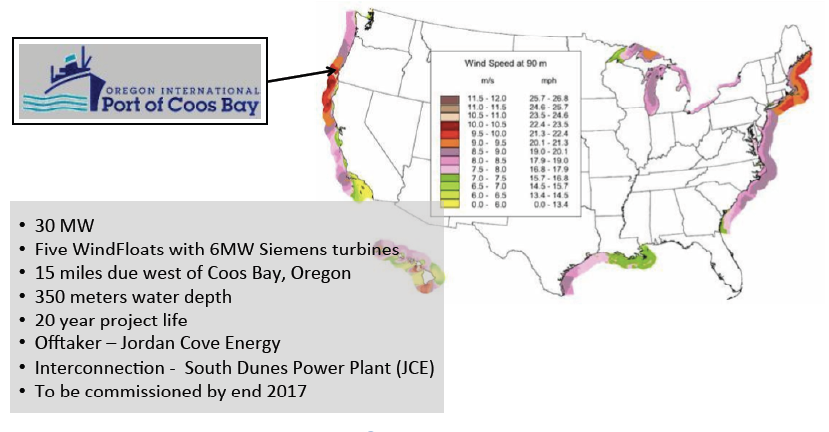 OREGON INTERNATIONAL
Port of Coos Bay
Wind Speed at 90 m
m/s mph
11.5 - 12.0 25.7 - 26.8
11.0 - 11.5 24.6 - 25.7
10.5 - 11.0 23.5 - 24.6
10.0 - 10.5 22.4 - 23.5
9.5 - 10.0 21.3 - 22.4
9.0 - 9.5 20.1 - 21.3
8.5 - 9.0 19.0 - 20.1
8.0 - 8.5 17.9 - 19.0
7.5 - 8.0 16.8 - 17.9
7.0 - 7.5 15.7 - 16.8
6.5 - 7.0 14.5 - 15.7
6.0 - 6.5 13.4 - 14.5
0.0 - 6.0 0.0 - 13.4
• 30 MW
• Five WindFloats with 6MW Siemens turbines
• 15 miles due west of Coos Bay, Oregon
• 350 meters water depth
• 20 year project life
• Offtaker – Jordan Cove Energy
• Interconnection - South Dunes Power Plant (JCE)
• To be commissioned by end 2017